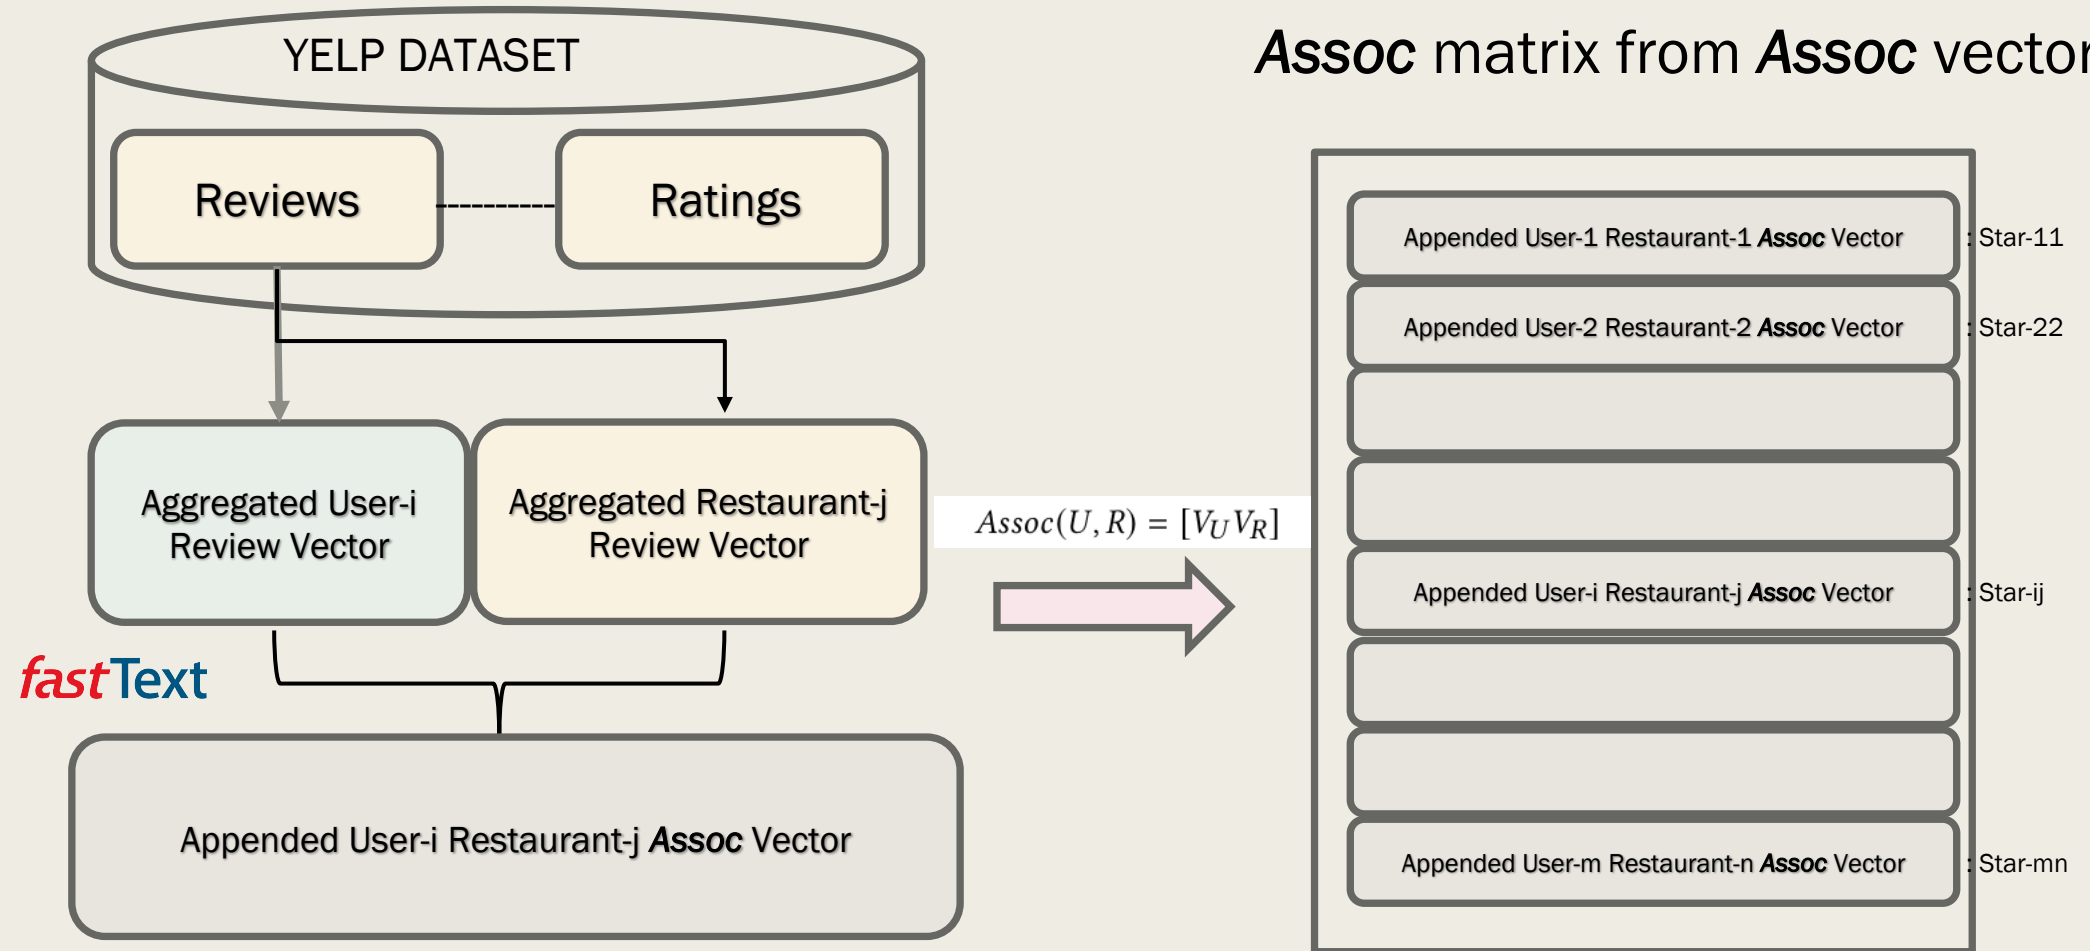 YELP DATASET
Assoc matrix from Assoc vector
Reviews
Ratings
Aggregated User-i
Review Vector
Aggregated Restaurant-j
Review Vector
Assoc(U, R) = [V_U V_R]
fastText
Appended User-i Restaurant-j Assoc Vector
Appended User-1 Restaurant-1 Assoc Vector : Star-11
Appended User-2 Restaurant-2 Assoc Vector : Star-22
Appended User-i Restaurant-j Assoc Vector : Star-ij
Appended User-m Restaurant-n Assoc Vector : Star-mn